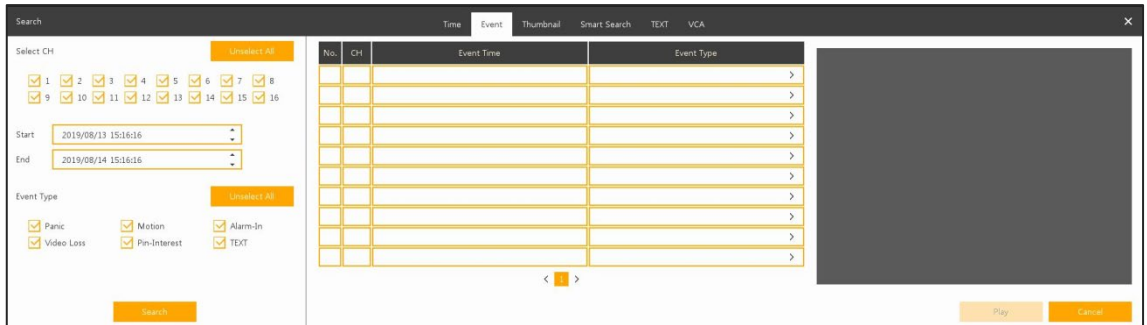 Search Time Event Thumbnail Smart Search TEXT VCA
Select CH Unselect All
1 2 3 4 5 6 7 8
9 10 11 12 13 14 15 16
Start 2019/08/13 15:16:16
End 2019/08/14 15:16:16
Event Type Unselect All
Panic Motion Alarm-In
Video Loss Pin-Interest TEXT
Search
No. CH Event Time Event Type
< 1 >
Play Cancel